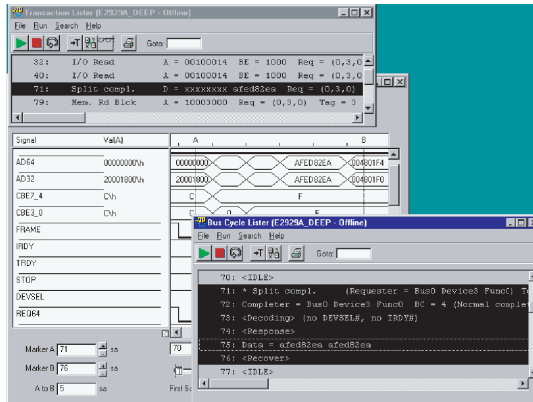 Transaction Lister (E2929A_DEEP - Offline)
File Run Search Help
Goto:
32: I/O Read A = 00100014 BE = 1000 Req = (0,3,0
40: I/O Read A = 00100014 BE = 1000 Req = (0,3,0
71: Split compl. D = xxxxxxxx afed82ea Req = (0,3,0)
79: Mem. Rd Blck A = 10003000 Req = (0,3,0) Tag = 3
Signal Val(A) A B
AD64 00000000\h 00000000 AFED82EA 004801F4
AD32 20001800\h 20001800 AFED82EA 004801F0
CBE7_4 C\h C F
CBE3_0 C\h C 0 F
FRAME
IRDY
TRDY
STOP
DEVSEL
REQ64
Marker A 71 sa 70
Marker B 76 sa
A to B 5 sa First Sa
Bus Cycle Lister (E2929A_DEEP - Offline)
File Run Search Help
Goto:
70: <IDLE>
71: * Split compl. (Requester = Bus0 Device3 Func0) T
72: Completer = Bus0 Device3 Func0 BC = 4 (Normal complet
73: <Decoding> (no DEVSEL#, no IRDY#)
74: <Response>
75: Data = afed82ea afed82ea
76: <Recover>
77: <IDLE>